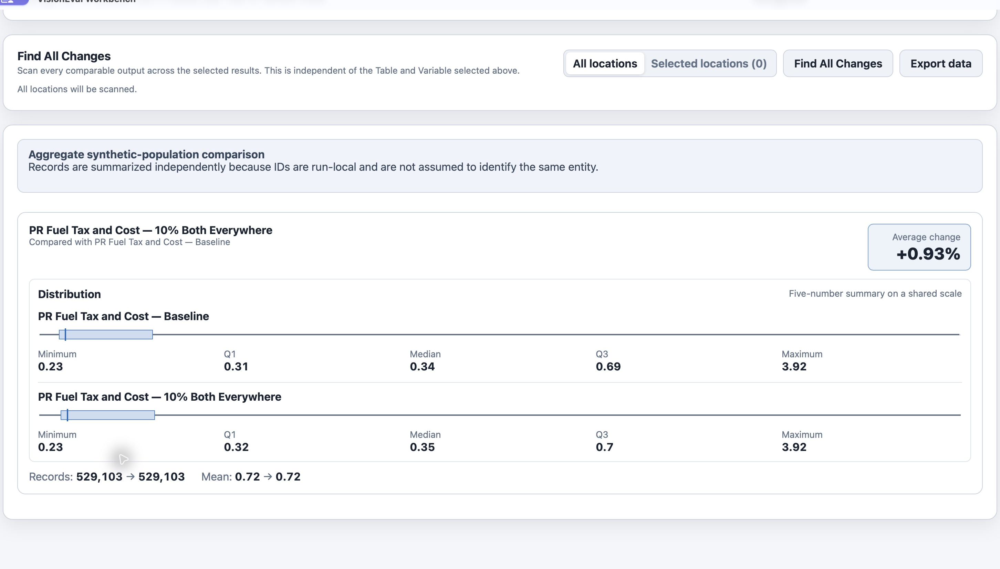 VisionEval Workbench
Find All Changes
Scan every comparable output across the selected results. This is independent of the Table and Variable selected above.
All locations will be scanned.
All locations
Selected locations (0)
Find All Changes
Export data
Aggregate synthetic-population comparison
Records are summarized independently because IDs are run-local and are not assumed to identify the same entity.
PR Fuel Tax and Cost — 10% Both Everywhere
Compared with PR Fuel Tax and Cost — Baseline
Average change
+0.93%
Distribution
Five-number summary on a shared scale
PR Fuel Tax and Cost — Baseline
Minimum Q1 Median Q3 Maximum
0.23 0.31 0.34 0.69 3.92
PR Fuel Tax and Cost — 10% Both Everywhere
Minimum Q1 Median Q3 Maximum
0.23 0.32 0.35 0.7 3.92
Records: 529,103 → 529,103 Mean: 0.72 → 0.72